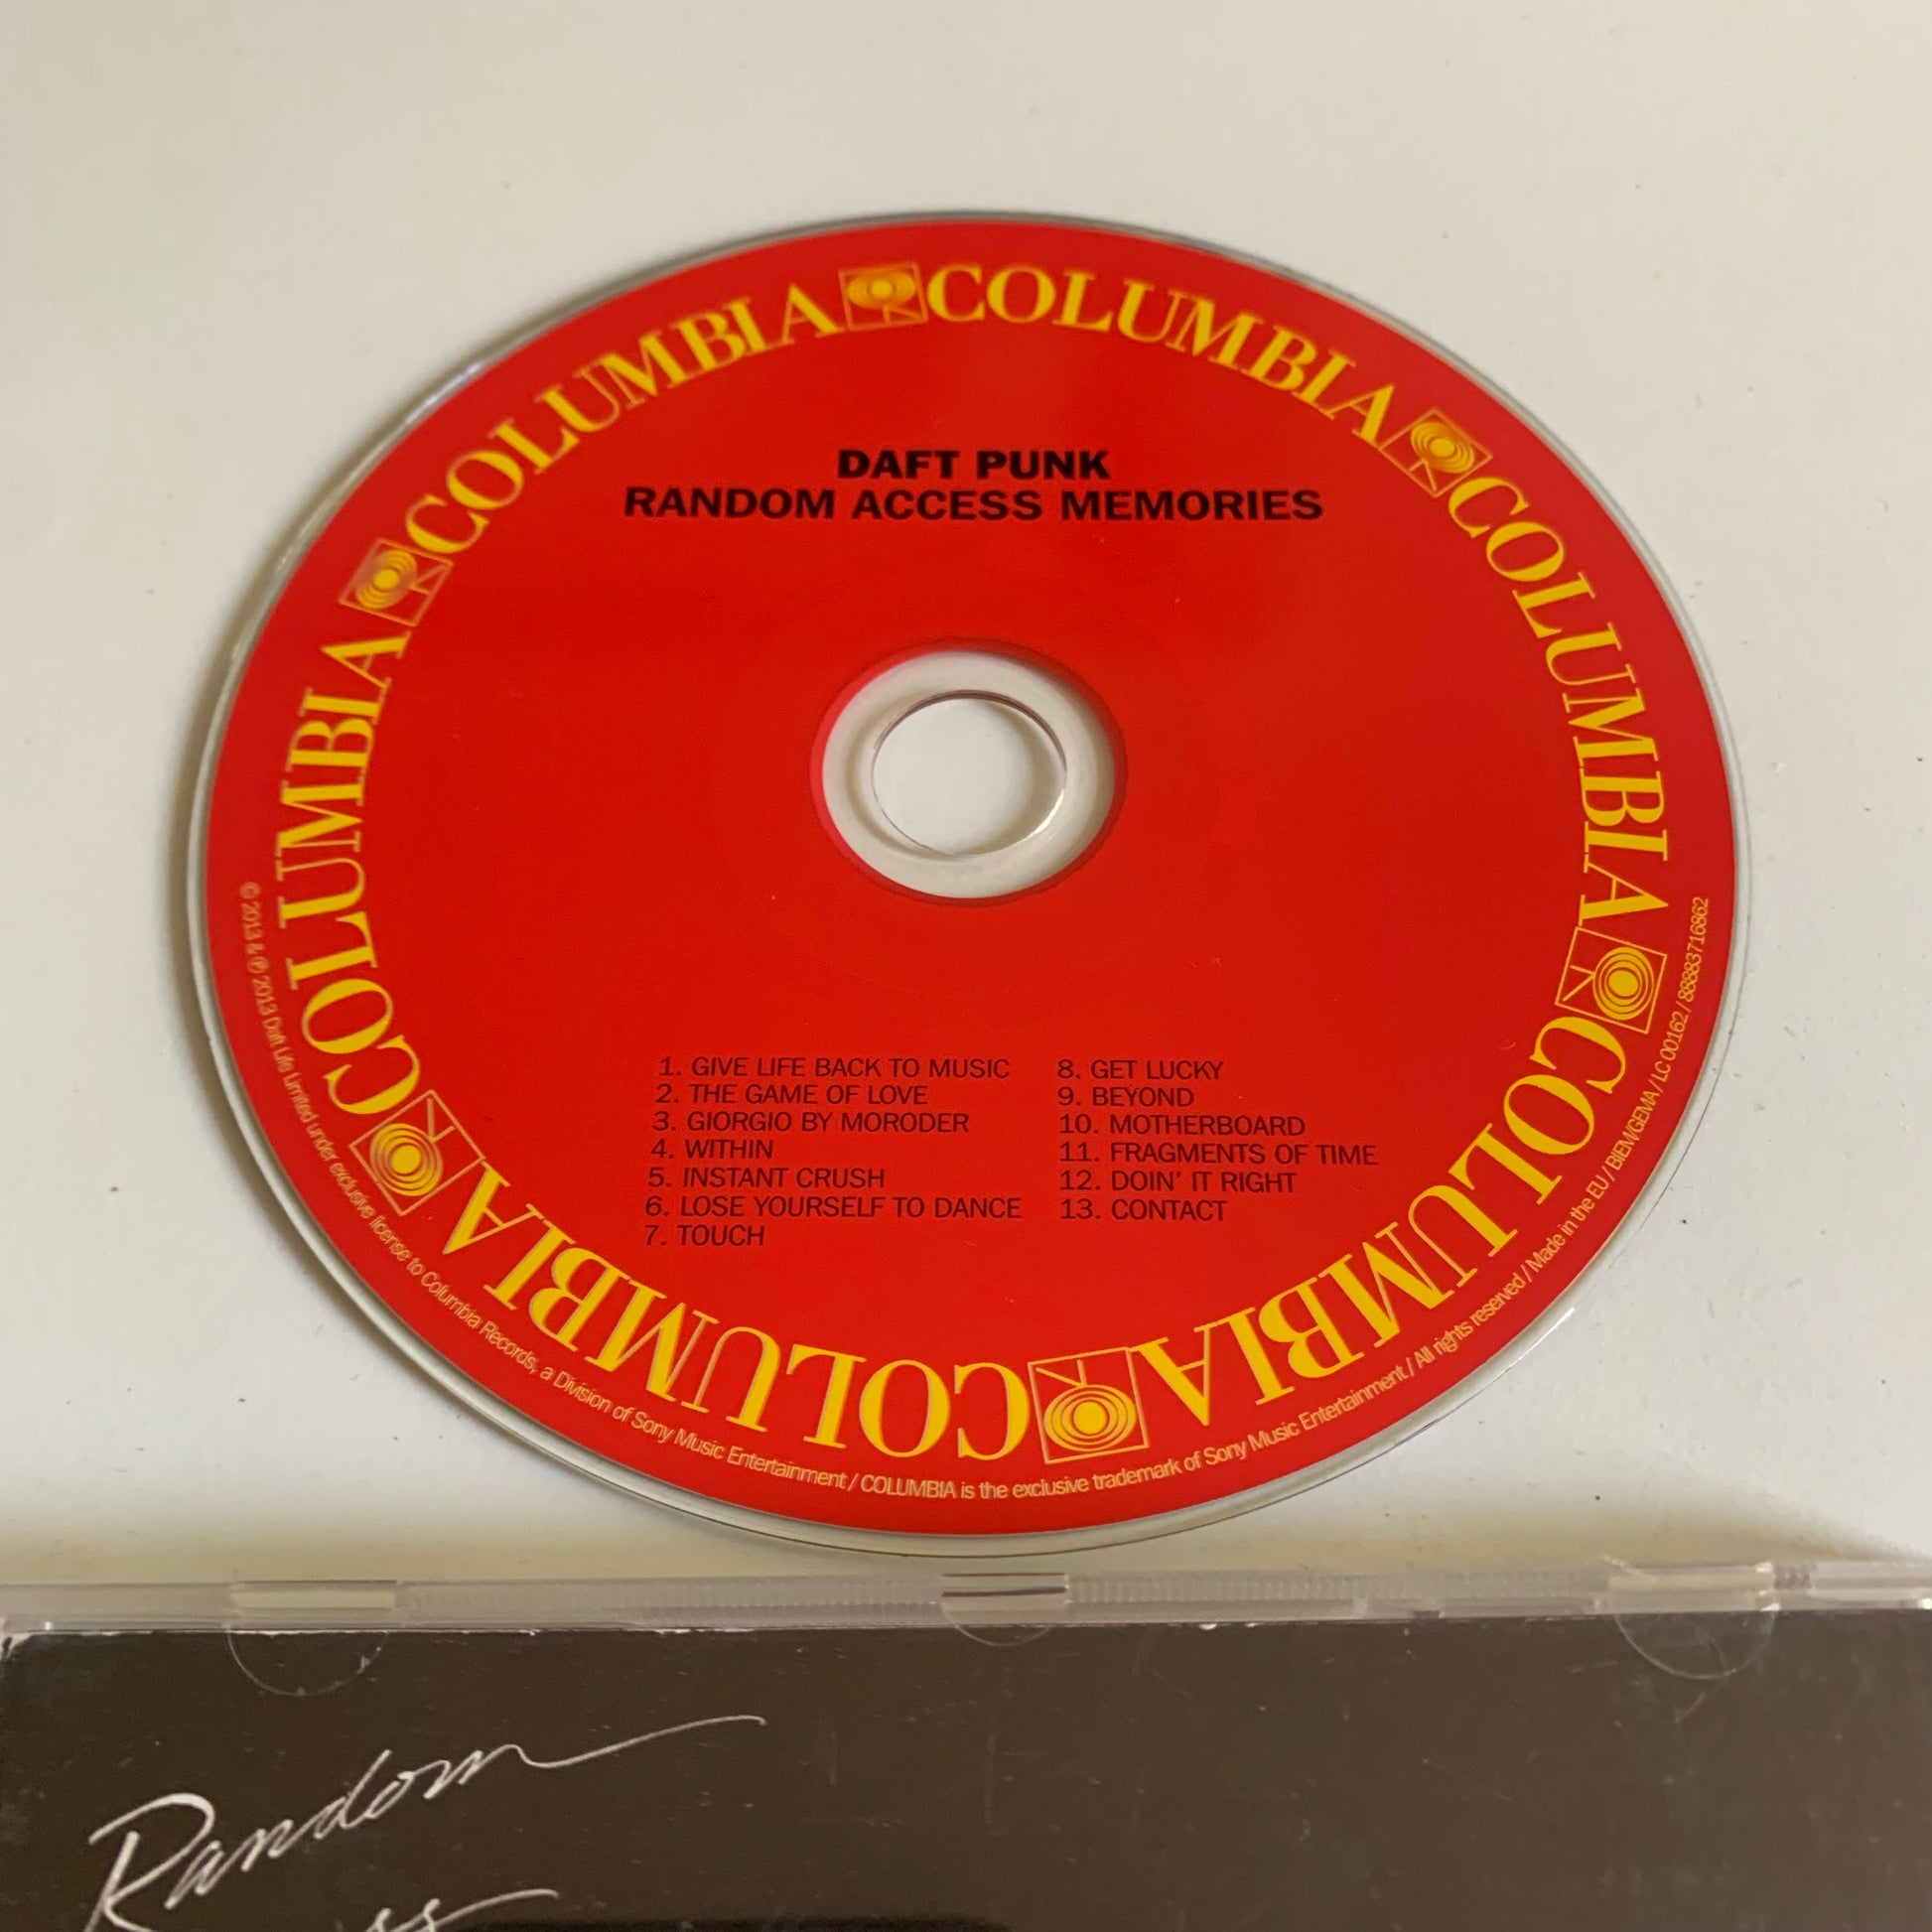 COLUMBIA COLUMBIA COLUMBIA COLUMBIA COLUMBIA COLUMBIA
DAFT PUNK
RANDOM ACCESS MEMORIES
1. GIVE LIFE BACK TO MUSIC
2. THE GAME OF LOVE
3. GIORGIO BY MORODER
4. WITHIN
5. INSTANT CRUSH
6. LOSE YOURSELF TO DANCE
7. TOUCH
8. GET LUCKY
9. BEYOND
10. MOTHERBOARD
11. FRAGMENTS OF TIME
12. DOIN' IT RIGHT
13. CONTACT
© 2013 & ℗ 2013 Daft Life Limited under exclusive license to Columbia Records, a Division of Sony Music Entertainment / COLUMBIA is the exclusive trademark of Sony Music Entertainment / All rights reserved / Made in the EU / BIEM/GEMA / LC 00162 / 88883716862
Random